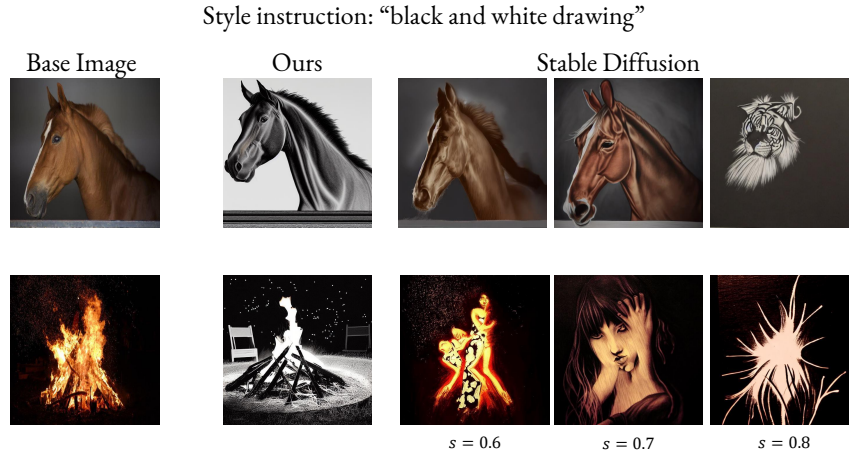 Style instruction: “black and white drawing”
Base Image
Ours
Stable Diffusion
s = 0.6
s = 0.7
s = 0.8